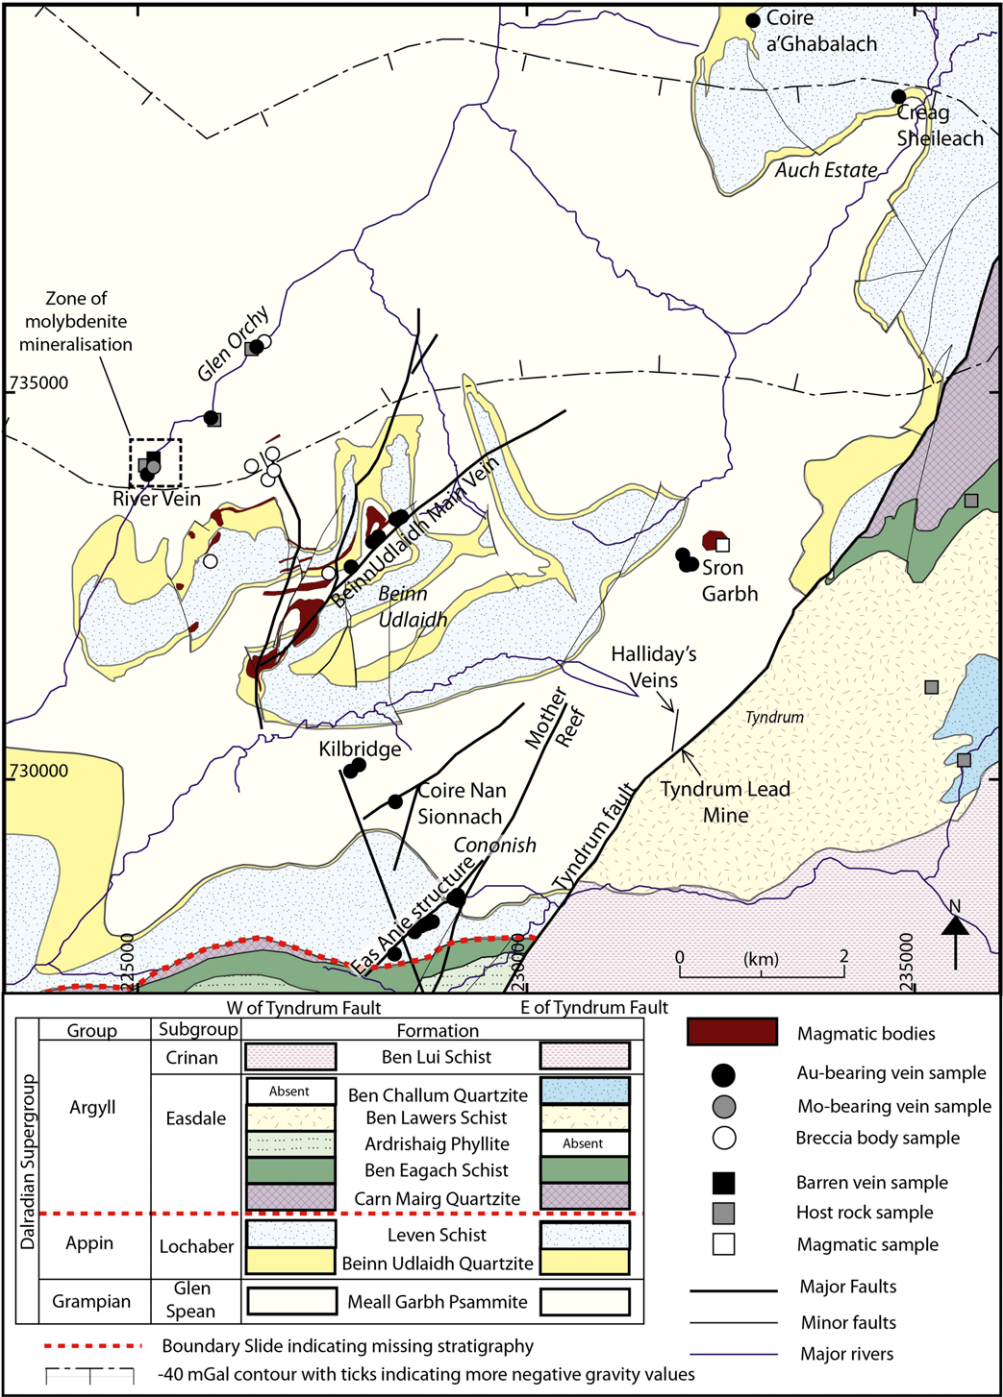 Coire
a'Ghabalach
Creag
Sheileach
Auch Estate
Zone of
molybdenite
mineralisation
Glen Orchy
735000
River Vein
BeinnUdlaidh Main Vein
Beinn
Udlaidh
Sron
Garbh
Halliday's
Veins
Mother
Reef
Tyndrum
Kilbridge
730000
Coire Nan
Sionnach
Tyndrum Lead
Mine
Cononish
Tyndrum fault
Eas Anie structure
N
0 (km) 2
225000
230000
235000
W of Tyndrum Fault E of Tyndrum Fault
Group Subgroup Formation
Dalradian Supergroup
Crinan Ben Lui Schist
Argyll
Easdale
Absent Ben Challum Quartzite
Ben Lawers Schist
Ardrishaig Phyllite Absent
Ben Eagach Schist
Carn Mairg Quartzite
Appin Lochaber
Leven Schist
Beinn Udlaidh Quartzite
Grampian Glen
Spean
Meall Garbh Psammite
Magmatic bodies
Au-bearing vein sample
Mo-bearing vein sample
Breccia body sample
Barren vein sample
Host rock sample
Magmatic sample
Major Faults
Minor faults
Major rivers
Boundary Slide indicating missing stratigraphy
-40 mGal contour with ticks indicating more negative gravity values